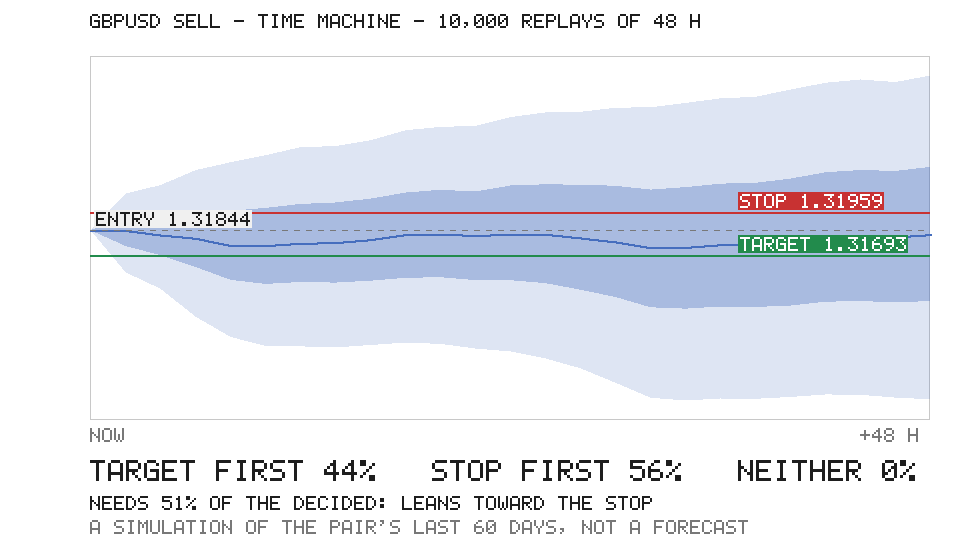 GBPUSD SELL - TIME MACHINE - 10,000 REPLAYS OF 48 H
STOP 1.31959
ENTRY 1.31844
TARGET 1.31693
NOW +48 H
TARGET FIRST 44% STOP FIRST 56% NEITHER 0%
NEEDS 51% OF THE DECIDED: LEANS TOWARD THE STOP
A SIMULATION OF THE PAIR'S LAST 60 DAYS, NOT A FORECAST